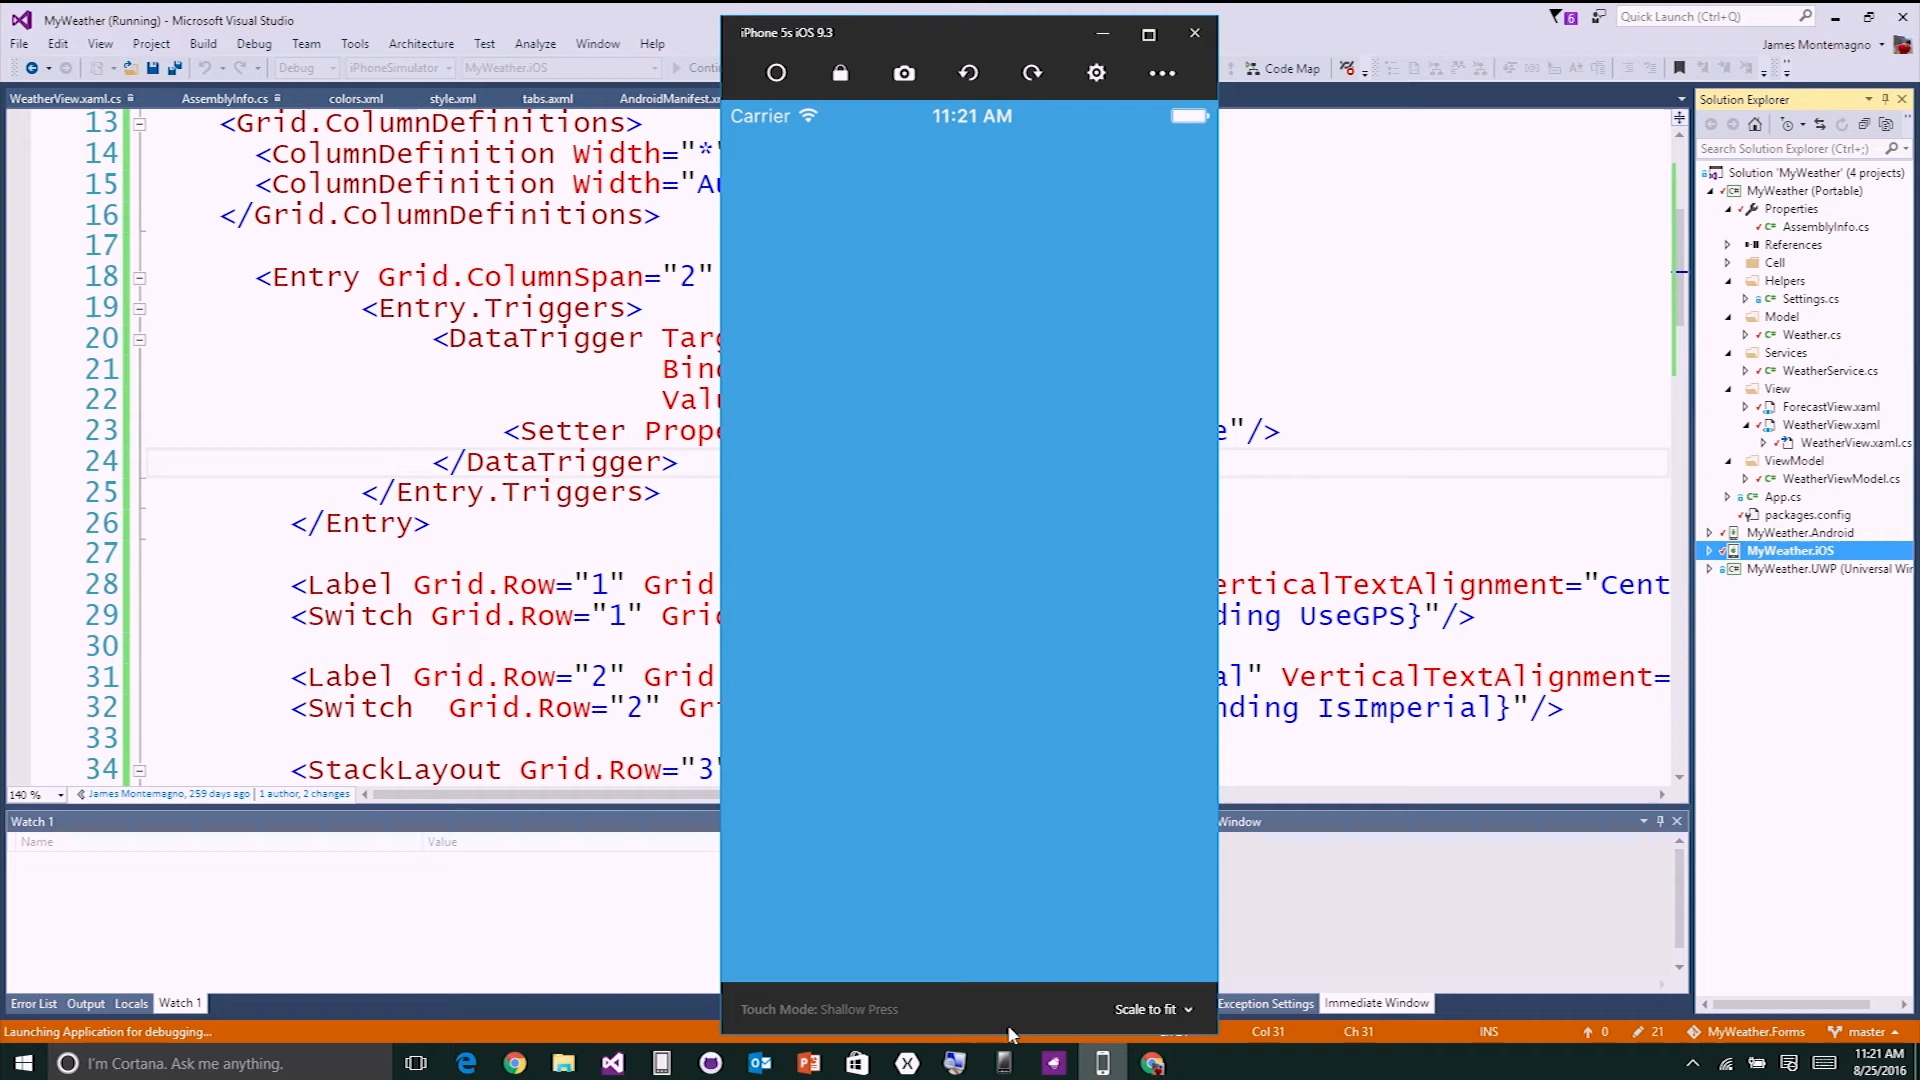 MyWeather (Running) - Microsoft Visual Studio
6
Quick Launch (Ctrl+Q)
File Edit View Project Build Debug Team Tools Architecture Test Analyze Window Help
James Montemagno
Debug iPhoneSimulator MyWeather.iOS
Code Map
WeatherView.xaml.cs AssemblyInfo.cs colors.xml style.xml tabs.axml
13 <Grid.ColumnDefinitions>
14 <ColumnDefinition Width="*"
15 <ColumnDefinition Width="
16 </Grid.ColumnDefinitions>
17
18 <Entry Grid.ColumnSpan="2"
19 <Entry.Triggers>
20 <DataTrigger
21
22
23 <Setter e"/>
24 </DataTrigger>
25 </Entry.Triggers>
26 </Entry>
27
28 <Label Grid.Row="1" Grid erticalTextAlignment="Cent
29 <Switch Grid.Row="1" ding UseGPS}"/>
30
31 <Label Grid.Row="2" Grid al" VerticalTextAlignment=
32 <Switch Grid.Row="2" nding IsImperial}"/>
33
34 <StackLayout Grid.Row="3"
140 % James Montemagno, 259 days ago | 1 author, 2 changes
iPhone 5s iOS 9.3
Carrier 11:21 AM
Touch Mode: Shallow Press
Scale to fit
Watch 1
Name Value
Window
Error List Output Locals Watch 1
Exception Settings Immediate Window
Solution Explorer
Search Solution Explorer (Ctrl+;)
Solution 'MyWeather' (4 projects)
MyWeather (Portable)
Properties
AssemblyInfo.cs
References
Cell
Helpers
Settings.cs
Model
Weather.cs
Services
WeatherService.cs
View
ForecastView.xaml
WeatherView.xaml
WeatherView.xaml.cs
ViewModel
WeatherViewModel.cs
App.cs
packages.config
MyWeather.Android
MyWeather.iOS
MyWeather.UWP (Universal Wir
Launching Application for debugging...
Col 31 Ch 31 INS 0 21 MyWeather.Forms master
I'm Cortana. Ask me anything.
11:21 AM
8/25/2016